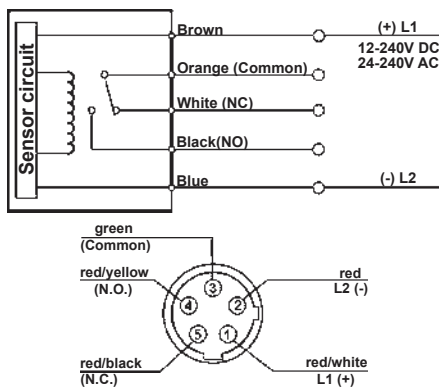 Sensor circuit
Brown
(+) L1
12-240V DC
24-240V AC
Orange (Common)
White (NC)
Black(NO)
Blue
(-) L2
green
(Common)
red/yellow
(N.O.)
red
L2 (-)
3
4
2
5
1
red/black
(N.C.)
red/white
L1 (+)